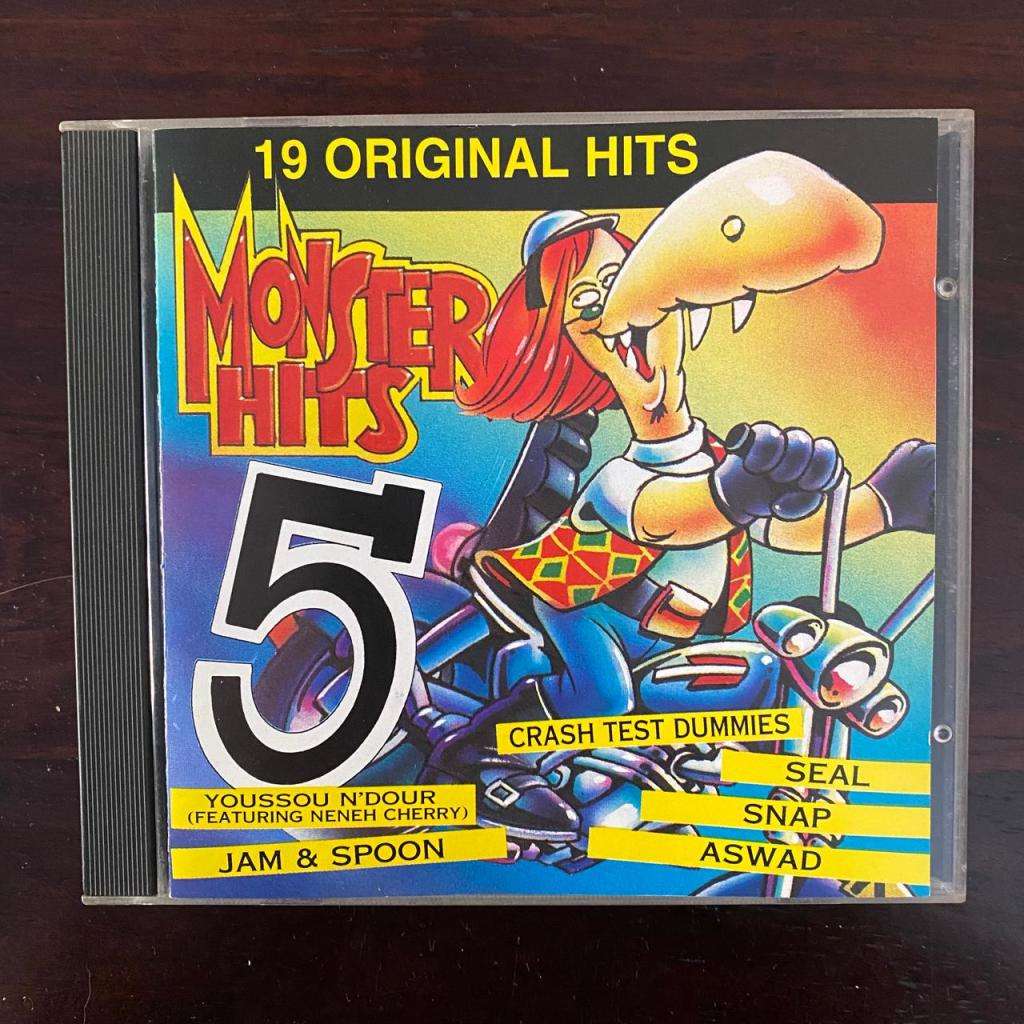 19 ORIGINAL HITS
MONSTER
HITS
5
CRASH TEST DUMMIES
SEAL
YOUSSOU N'DOUR
(FEATURING NENEH CHERRY)
SNAP
JAM & SPOON
ASWAD